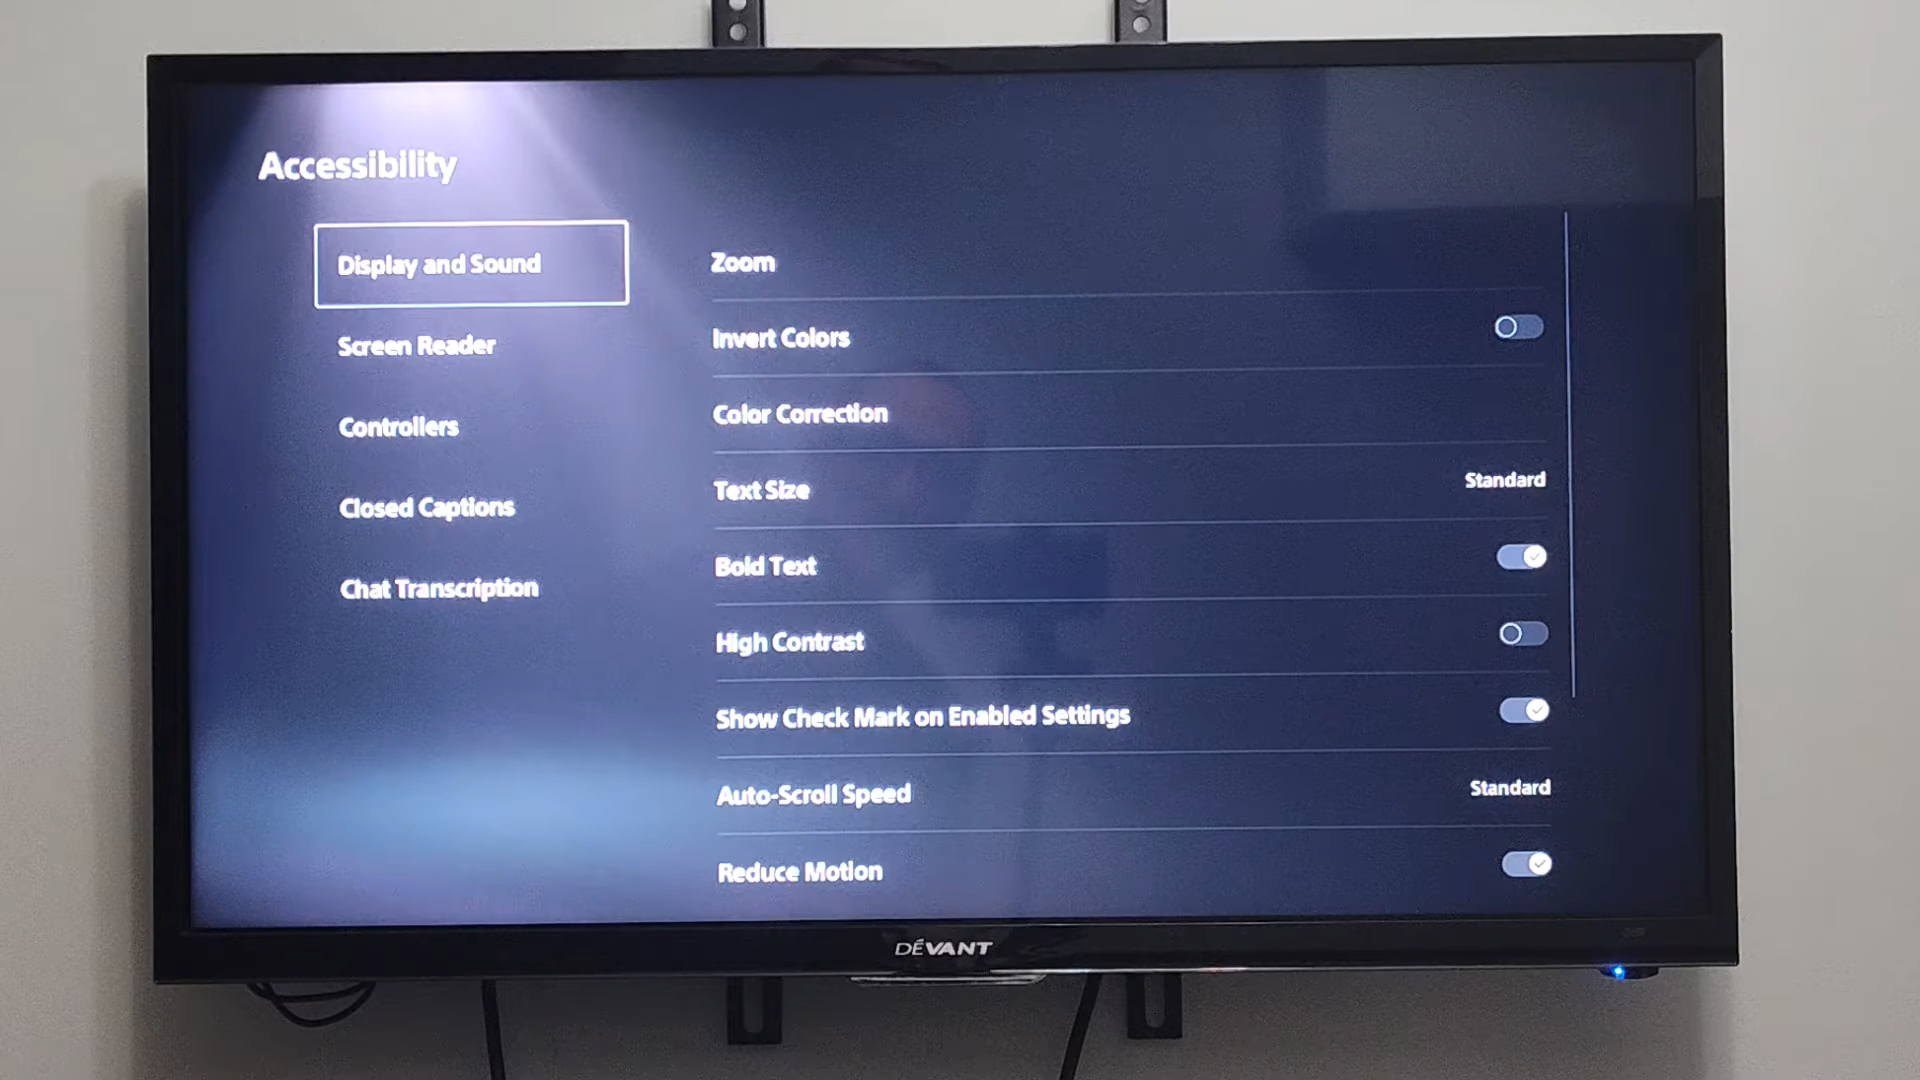 Accessibility
Display and Sound
Screen Reader
Controllers
Closed Captions
Chat Transcription
Zoom
Invert Colors
Color Correction
Text Size Standard
Bold Text
High Contrast
Show Check Mark on Enabled Settings
Auto-Scroll Speed Standard
Reduce Motion
DÉVANT